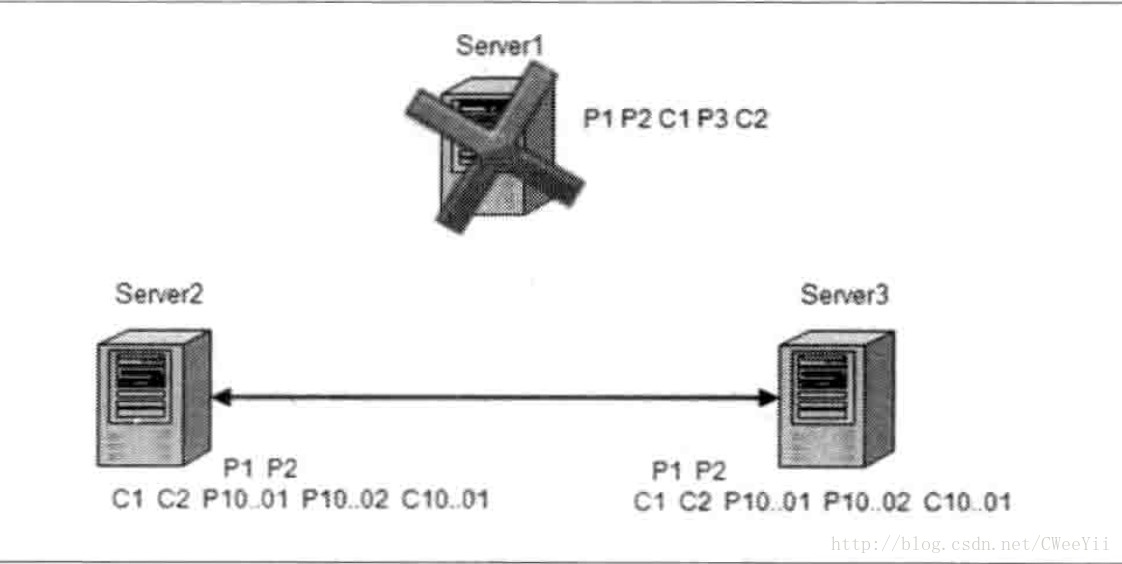 Server1
P1 P2 C1 P3 C2
Server2
Server3
P1 P2
C1 C2 P10..01 P10..02 C10..01
P1 P2
C1 C2 P10..01 P10..02 C10..01
http://blog.csdn.net/CWeeYii